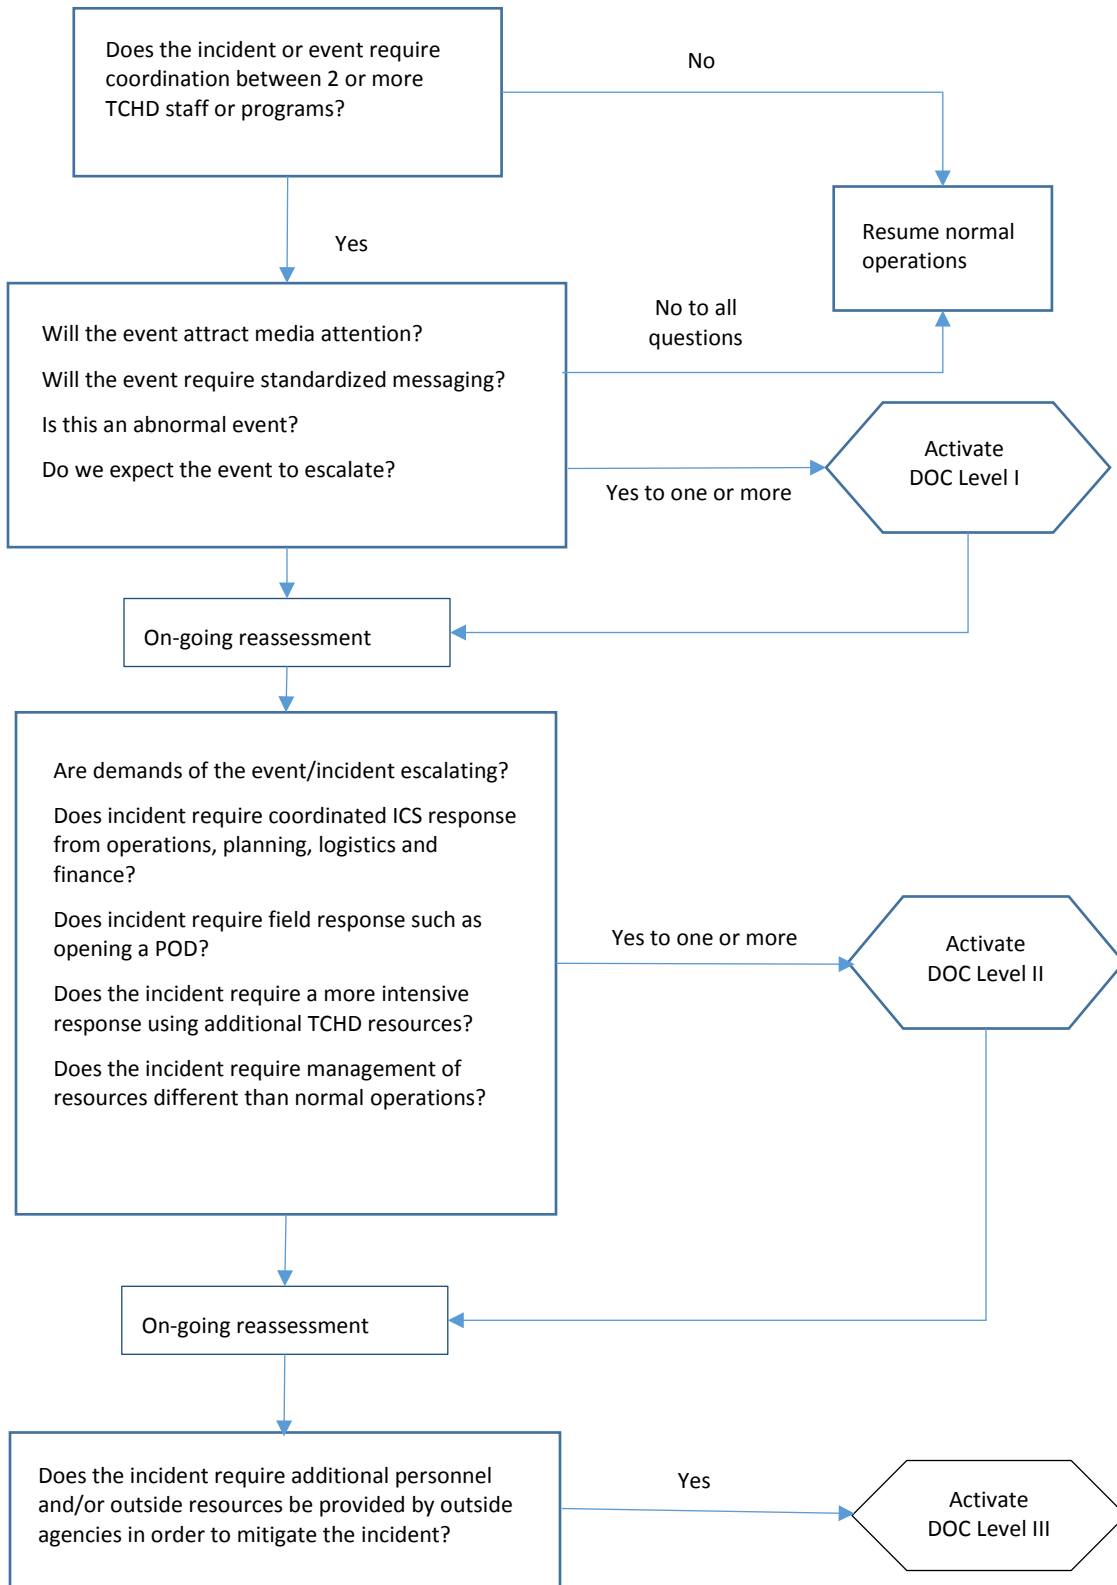 Does the incident or event require
coordination between 2 or more
TCHD staff or programs?
No
Yes
Resume normal
operations
Will the event attract media attention?
Will the event require standardized messaging?
Is this an abnormal event?
Do we expect the event to escalate?
No to all
questions
Yes to one or more
Activate
DOC Level I
On-going reassessment
Are demands of the event/incident escalating?
Does incident require coordinated ICS response
from operations, planning, logistics and
finance?
Does incident require field response such as
opening a POD?
Does the incident require a more intensive
response using additional TCHD resources?
Does the incident require management of
resources different than normal operations?
Yes to one or more
Activate
DOC Level II
On-going reassessment
Does the incident require additional personnel
and/or outside resources be provided by outside
agencies in order to mitigate the incident?
Yes
Activate
DOC Level III